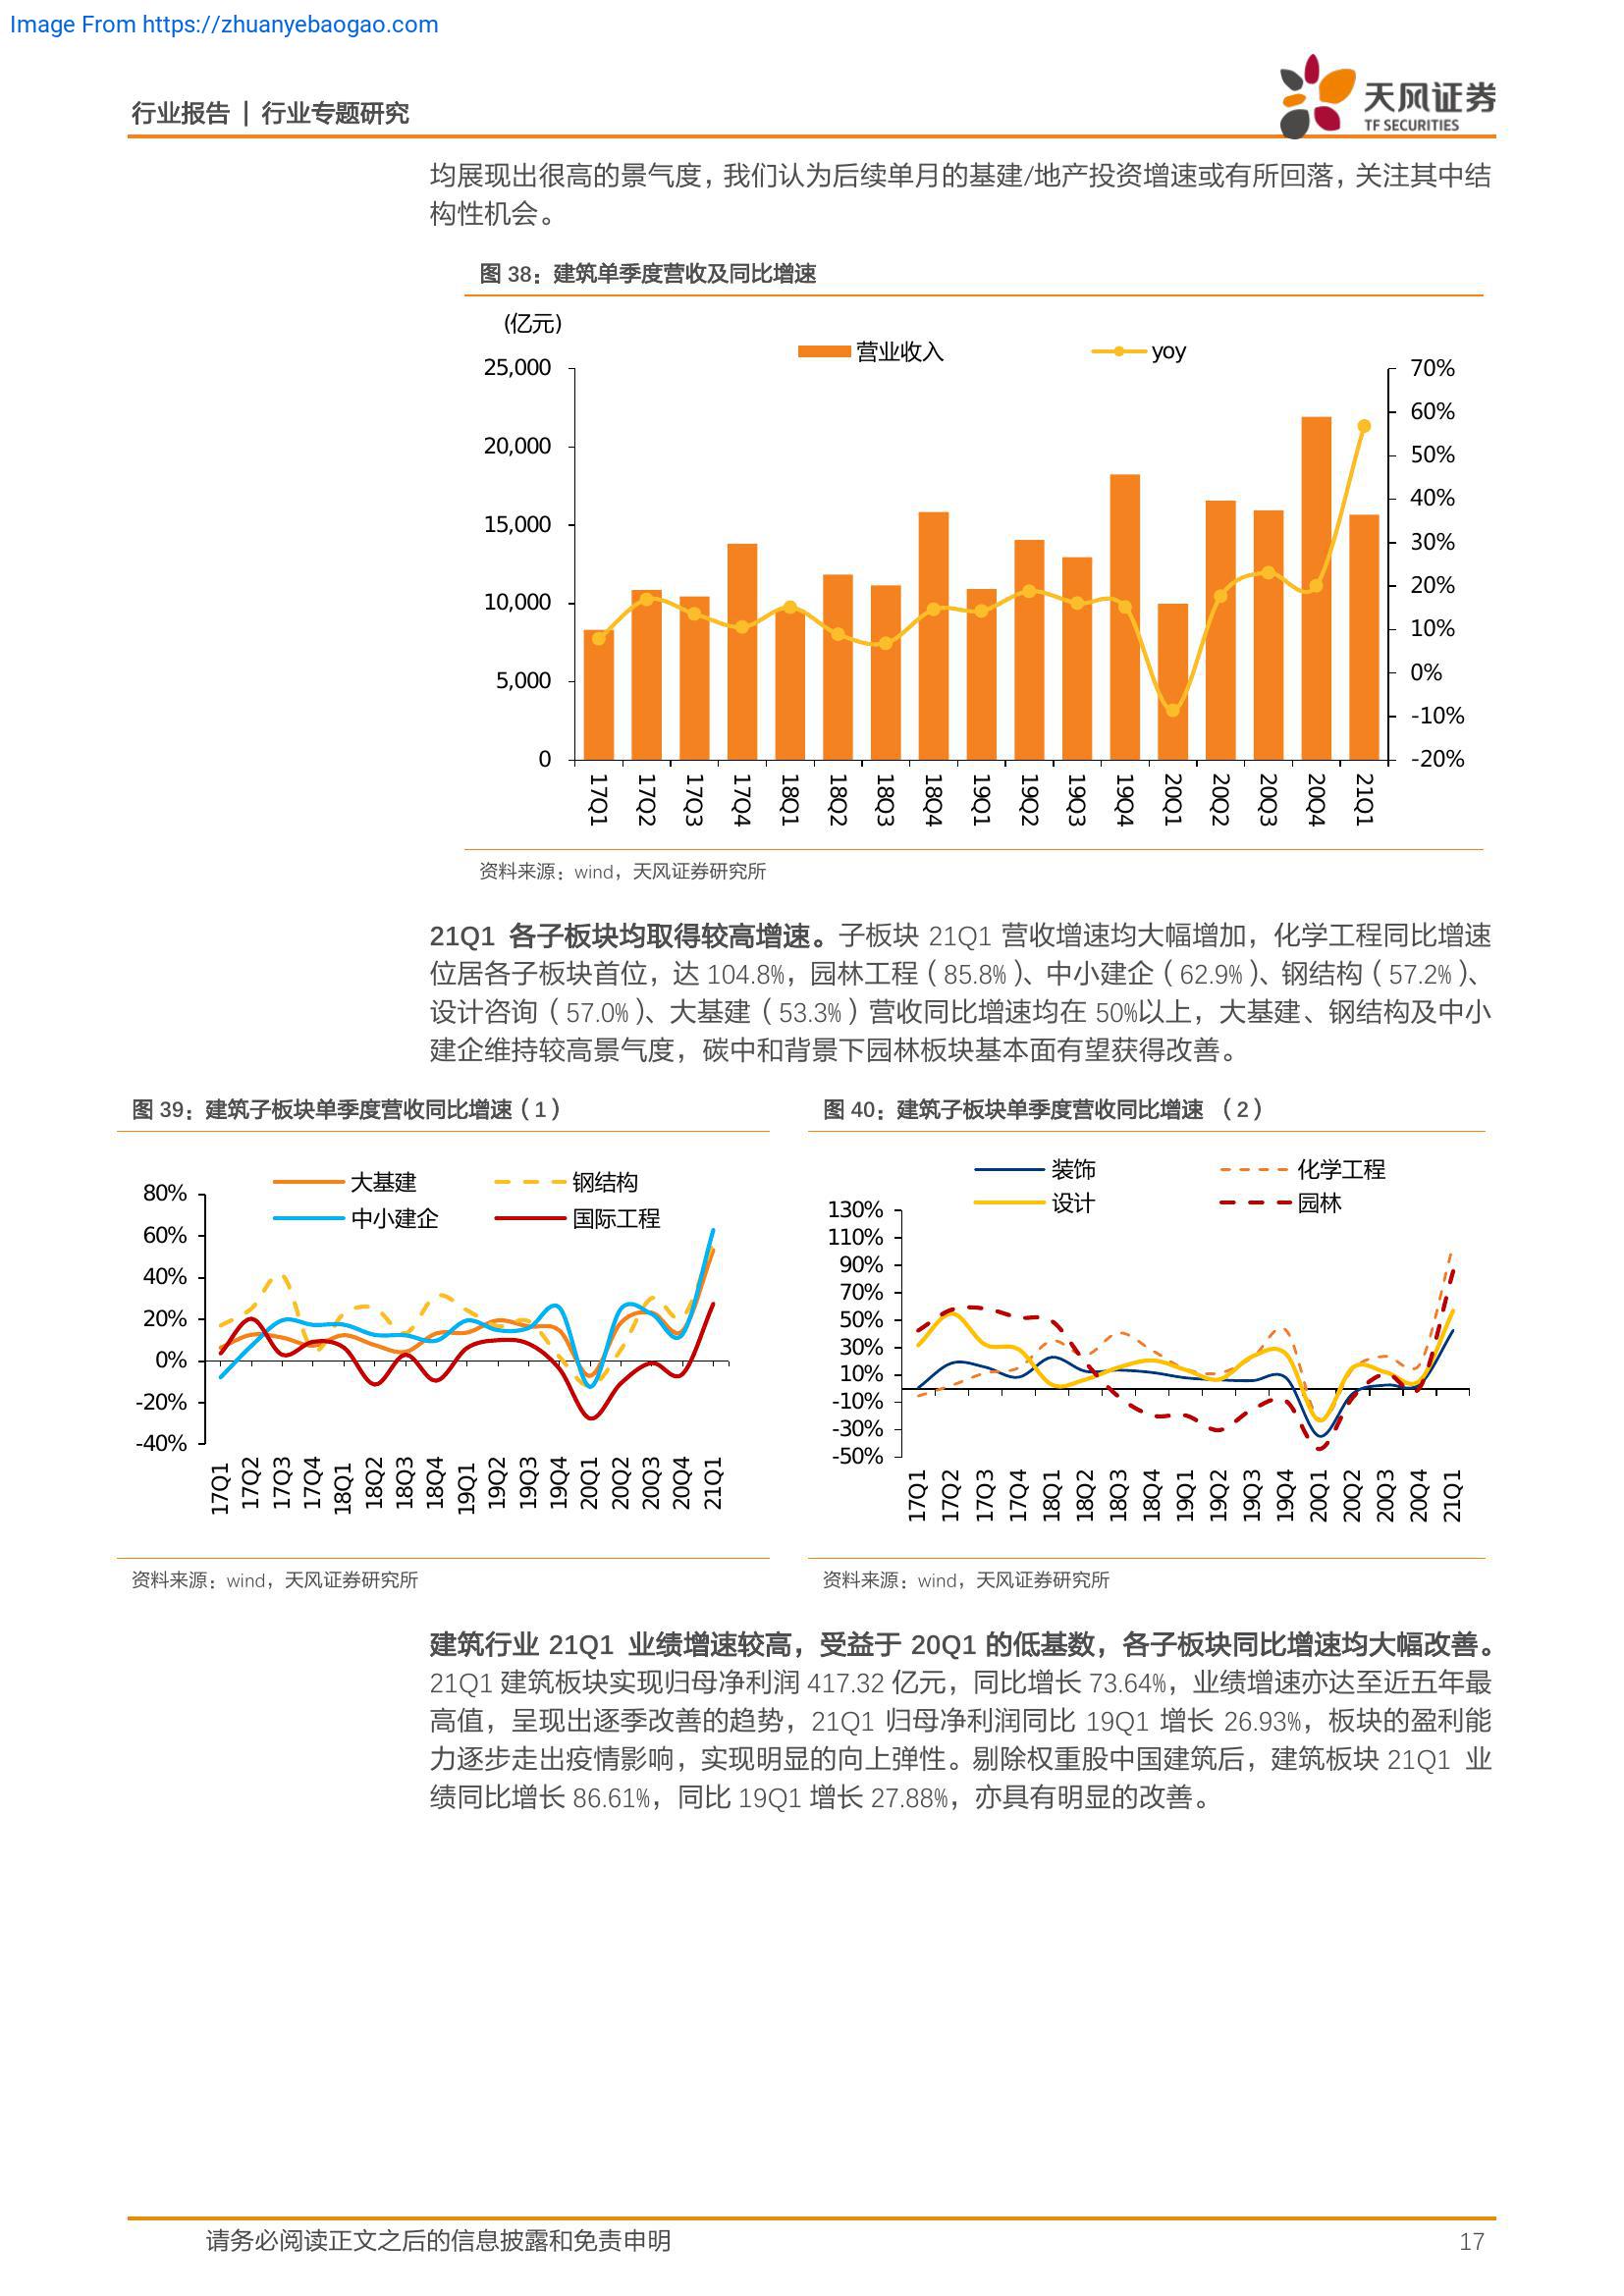 Image From https://zhuanyebaogao.com
行业报告 | 行业专题研究
天风证券
TF SECURITIES
均展现出很高的景气度，我们认为后续单月的基建/地产投资增速或有所回落，关注其中结
构性机会。
图 38：建筑单季度营收及同比增速
(亿元)
营业收入 yoy
25,000
20,000
15,000
10,000
5,000
0
70%
60%
50%
40%
30%
20%
10%
0%
-10%
-20%
17Q1 17Q2 17Q3 17Q4 18Q1 18Q2 18Q3 18Q4 19Q1 19Q2 19Q3 19Q4 20Q1 20Q2 20Q3 20Q4 21Q1
资料来源：wind，天风证券研究所
21Q1 各子板块均取得较高增速。子板块 21Q1 营收增速均大幅增加，化学工程同比增速
位居各子板块首位，达 104.8%，园林工程（85.8%）、中小建企（62.9%）、钢结构（57.2%）、
设计咨询（57.0%）、大基建（53.3%）营收同比增速均在 50%以上，大基建、钢结构及中小
建企维持较高景气度，碳中和背景下园林板块基本面有望获得改善。
图 39：建筑子板块单季度营收同比增速（1）
大基建 钢结构
中小建企 国际工程
80%
60%
40%
20%
0%
-20%
-40%
17Q1 17Q2 17Q3 17Q4 18Q1 18Q2 18Q3 18Q4 19Q1 19Q2 19Q3 19Q4 20Q1 20Q2 20Q3 20Q4 21Q1
资料来源：wind，天风证券研究所
图 40：建筑子板块单季度营收同比增速 （2）
装饰 化学工程
设计 园林
130%
110%
90%
70%
50%
30%
10%
-10%
-30%
-50%
17Q1 17Q2 17Q3 17Q4 18Q1 18Q2 18Q3 18Q4 19Q1 19Q2 19Q3 19Q4 20Q1 20Q2 20Q3 20Q4 21Q1
资料来源：wind，天风证券研究所
建筑行业 21Q1 业绩增速较高，受益于 20Q1 的低基数，各子板块同比增速均大幅改善。
21Q1 建筑板块实现归母净利润 417.32 亿元，同比增长 73.64%，业绩增速亦达至近五年最
高值，呈现出逐季改善的趋势，21Q1 归母净利润同比 19Q1 增长 26.93%，板块的盈利能
力逐步走出疫情影响，实现明显的向上弹性。剔除权重股中国建筑后，建筑板块 21Q1 业
绩同比增长 86.61%，同比 19Q1 增长 27.88%，亦具有明显的改善。
请务必阅读正文之后的信息披露和免责申明
17